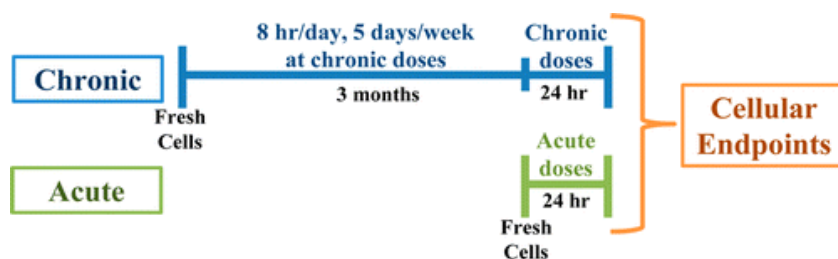 8 hr/day, 5 days/week
at chronic doses
Chronic
doses
Chronic
3 months
24 hr
Fresh
Cells
Cellular
Endpoints
Acute
doses
Acute
24 hr
Fresh
Cells